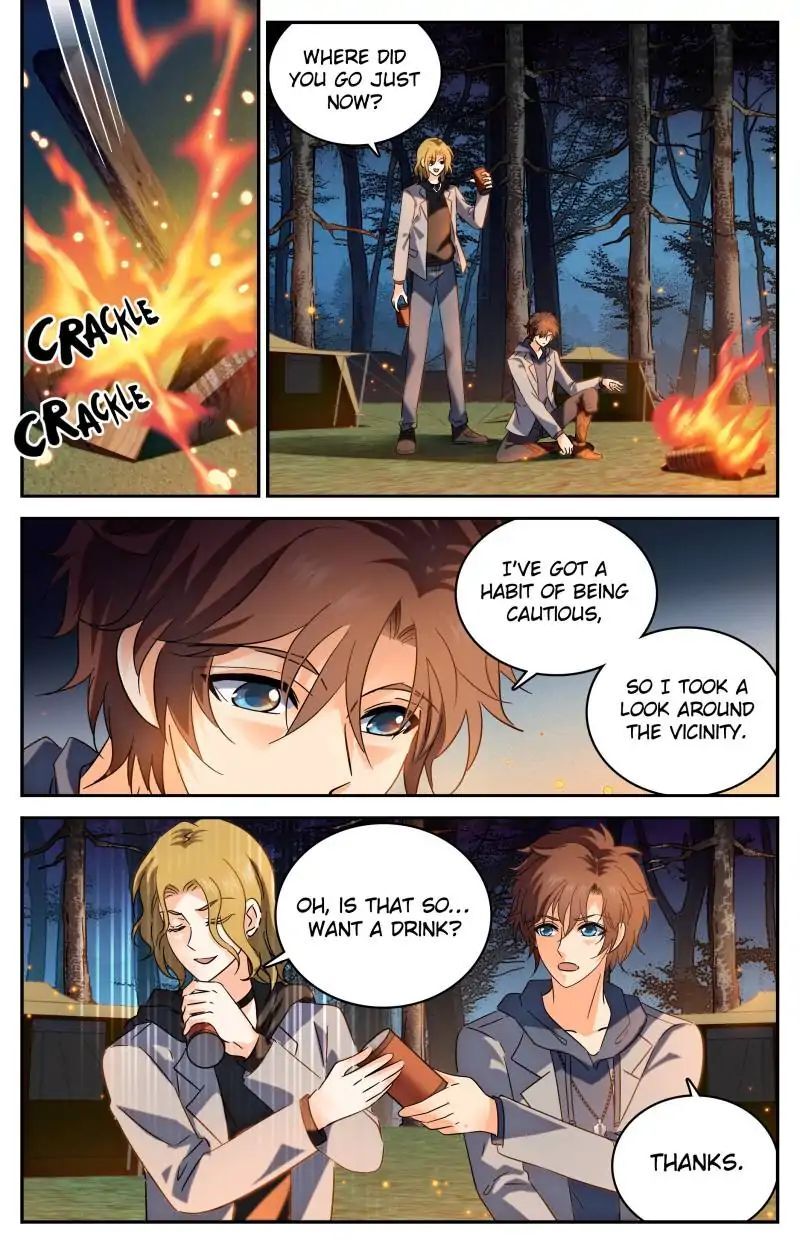 CRACKLE
CRACKLE
WHERE DID
YOU GO JUST
NOW?
I'VE GOT A
HABIT OF BEING
CAUTIOUS,
SO I TOOK A
LOOK AROUND
THE VICINITY.
OH, IS THAT SO...
WANT A DRINK?
THANKS.